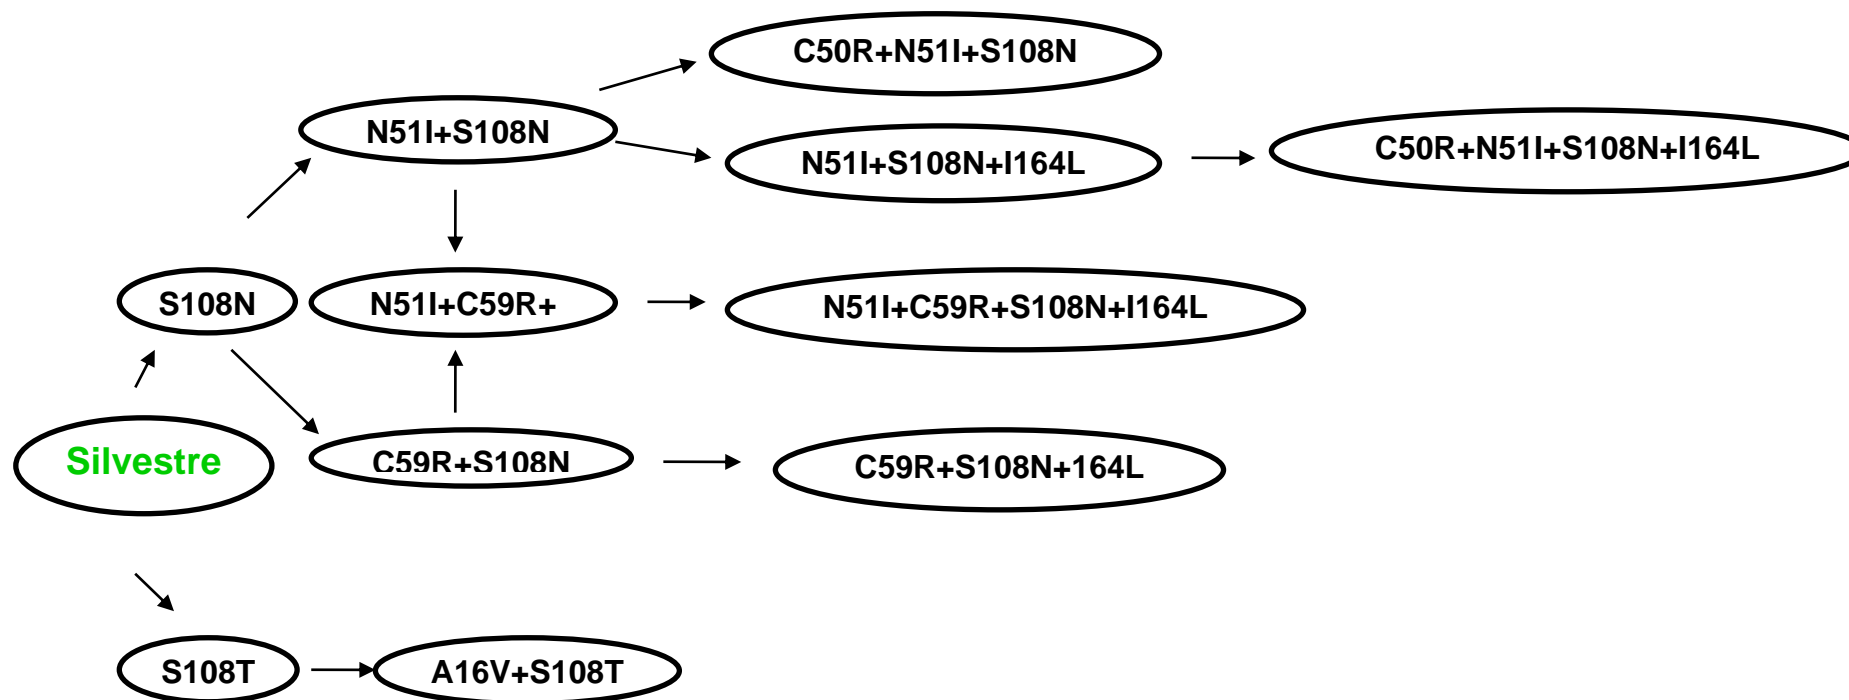 C50R+N51I+S108N
N51I+S108N
N51I+S108N+I164L
C50R+N51I+S108N+I164L
S108N
N51I+C59R+
N51I+C59R+S108N+I164L
Silvestre
C59R+S108N
C59R+S108N+164L
S108T
A16V+S108T